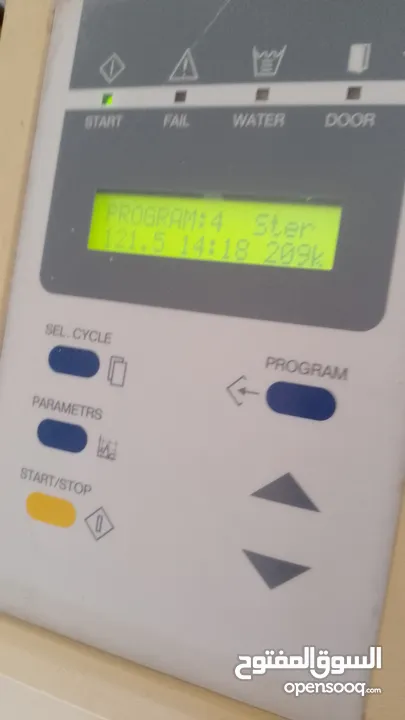 START FAIL WATER DOOR
PROGRAM:4 Ster
121.5 14:18 209k
SEL. CYCLE
PROGRAM
PARAMETRS
START/STOP
السوق المفتوح
opensooq.com